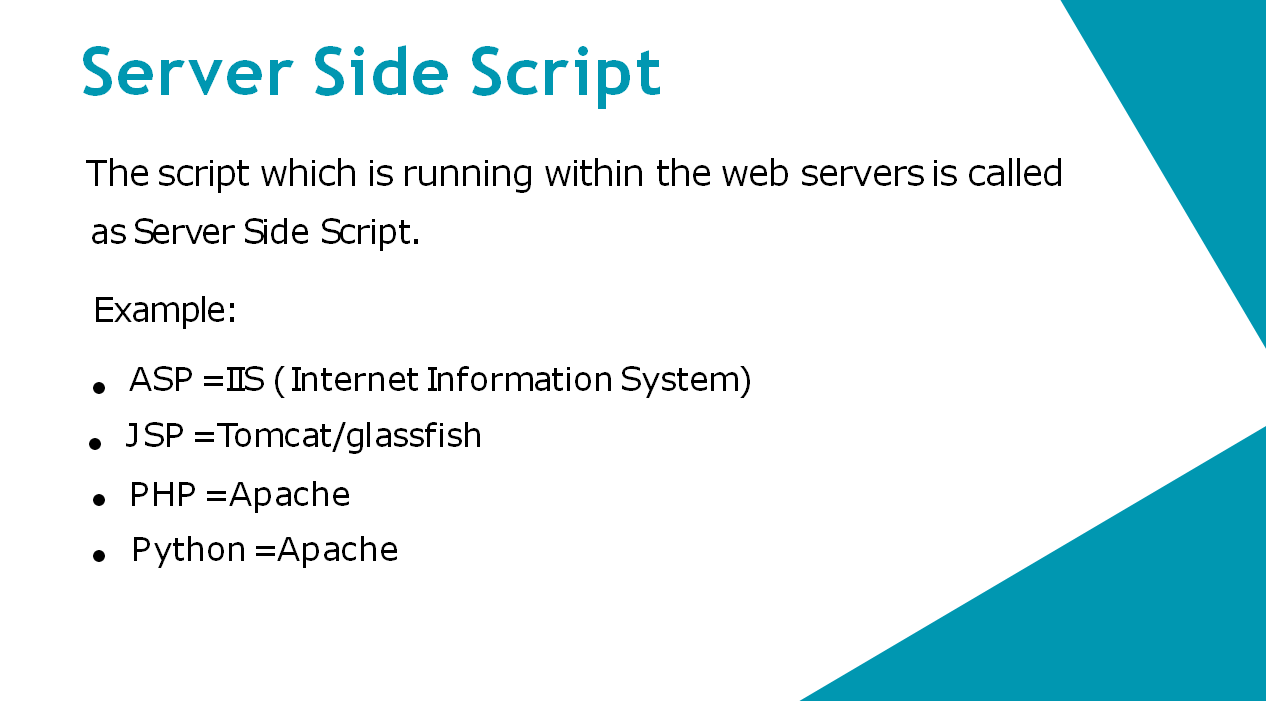 Server Side Script
The script which is running within the web servers is called
as Server Side Script.
Example:
• ASP =IIS (Internet Information System)
• JSP =Tomcat/glassfish
• PHP =Apache
• Python =Apache